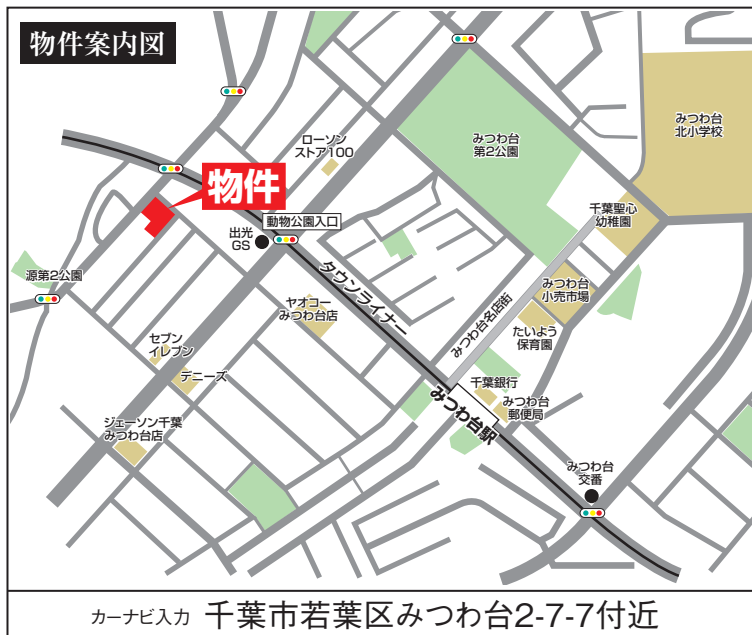 物件案内図
ローソン
ストア100
みつわ台
第2公園
みつわ台
北小学校
物件
千葉聖心
幼稚園
動物公園入口
出光
GS
源第2公園
タウンライナー
みつわ台
小売市場
ヤオコー
みつわ台店
みつわ台名店街
たいよう
保育園
セブン
イレブン
デニーズ
千葉銀行
みつわ台
郵便局
みつわ台駅
ジェーソン千葉
みつわ台店
みつわ台
交番
カーナビ入力 千葉市若葉区みつわ台2-7-7付近